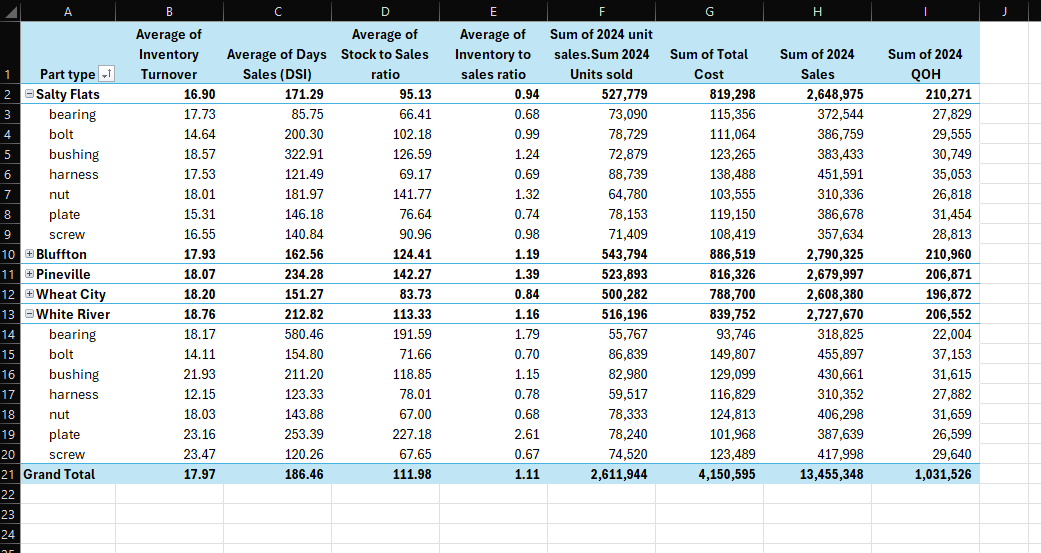 A B C D E F G H I J
Average of Average of Average of Sum of 2024 unit
Inventory Average of Days Stock to Sales Inventory to sales.Sum 2024 Sum of Total Sum of 2024 Sum of 2024
1 Part type Turnover Sales (DSI) ratio sales ratio Units sold Cost Sales QOH
2 Salty Flats 16.90 171.29 95.13 0.94 527,779 819,298 2,648,975 210,271
3 bearing 17.73 85.75 66.41 0.68 73,090 115,356 372,544 27,829
4 bolt 14.64 200.30 102.18 0.99 78,729 111,064 386,759 29,555
5 bushing 18.57 322.91 126.59 1.24 72,879 123,265 383,433 30,749
6 harness 17.53 121.49 69.17 0.69 88,739 138,488 451,591 35,053
7 nut 18.01 181.97 141.77 1.32 64,780 103,555 310,336 26,818
8 plate 15.31 146.18 76.64 0.74 78,153 119,150 386,678 31,454
9 screw 16.55 140.84 90.96 0.98 71,409 108,419 357,634 28,813
10 Bluffton 17.93 162.56 124.41 1.19 543,794 886,519 2,790,325 210,960
11 Pineville 18.07 234.28 142.27 1.39 523,893 816,326 2,679,997 206,871
12 Wheat City 18.20 151.27 83.73 0.84 500,282 788,700 2,608,380 196,872
13 White River 18.76 212.82 113.33 1.16 516,196 839,752 2,727,670 206,552
14 bearing 18.17 580.46 191.59 1.79 55,767 93,746 318,825 22,004
15 bolt 14.11 154.80 71.66 0.70 86,839 149,807 455,897 37,153
16 bushing 21.93 211.20 118.85 1.15 82,980 129,099 430,661 31,615
17 harness 12.15 123.33 78.01 0.78 59,517 116,829 310,352 27,882
18 nut 18.03 143.88 67.00 0.68 78,333 124,813 406,298 31,659
19 plate 23.16 253.39 227.18 2.61 78,240 101,968 387,639 26,599
20 screw 23.47 120.26 67.65 0.67 74,520 123,489 417,998 29,640
21 Grand Total 17.97 186.46 111.98 1.11 2,611,944 4,150,595 13,455,348 1,031,526
22
23
24